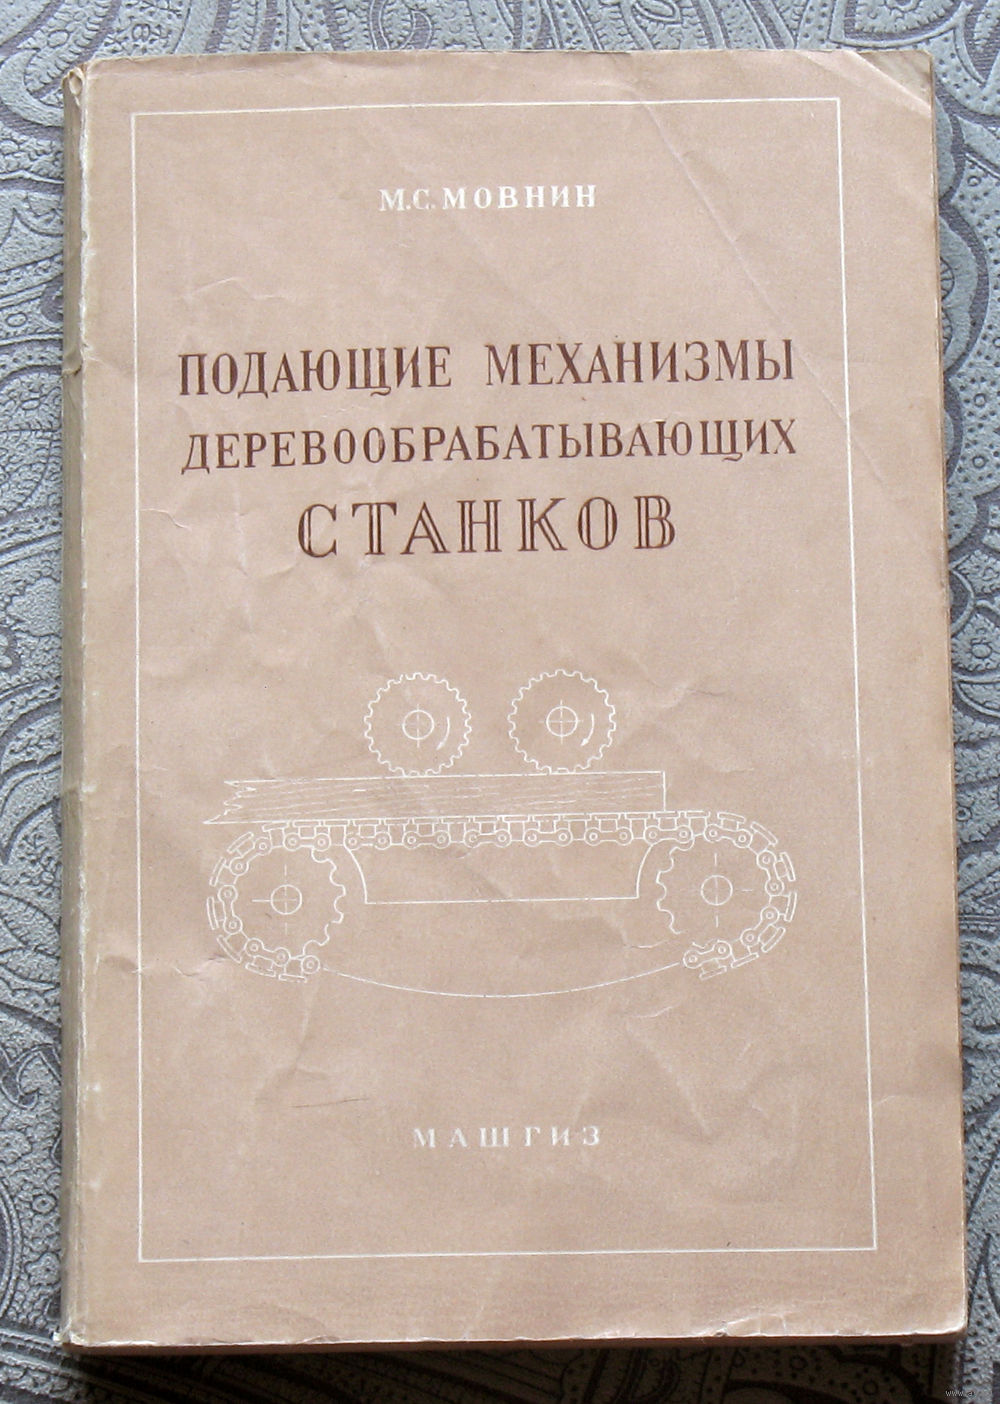 М.С.МОВНИН
ПОДАЮЩИЕ МЕХАНИЗМЫ
ДЕРЕВООБРАБАТЫВАЮЩИХ
СТАНКОВ
МАШГИЗ